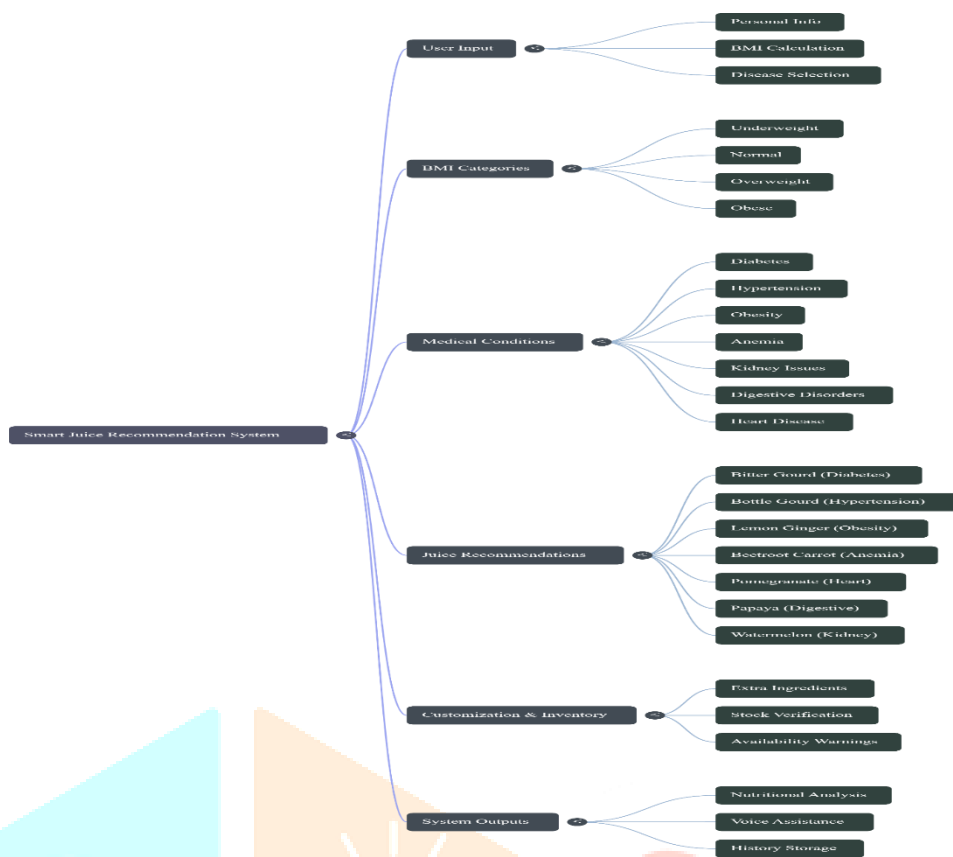 Smart Juice Recommendation System
User Input
Personal Info
BMI Calculation
Disease Selection
BMI Categories
Underweight
Normal
Overweight
Obese
Medical Conditions
Diabetes
Hypertension
Obesity
Anemia
Kidney Issues
Digestive Disorders
Heart Disease
Juice Recommendations
Bitter Gourd (Diabetes)
Bottle Gourd (Hypertension)
Lemon Ginger (Obesity)
Beetroot Carrot (Anemia)
Pomegranate (Heart)
Papaya (Digestive)
Watermelon (Kidney)
Customization & Inventory
Extra Ingredients
Stock Verification
Availability Warnings
System Outputs
Nutritional Analysis
Voice Assistance
History Storage